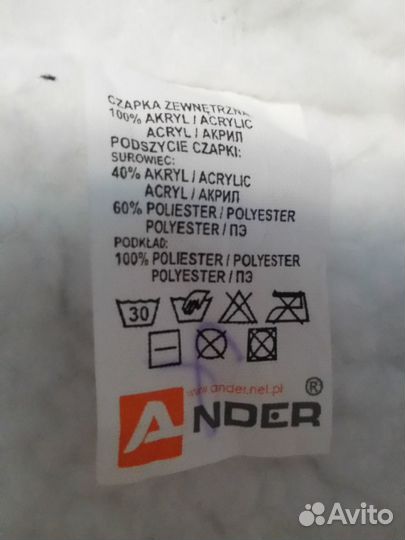 CZAPKA ZEWNĘTRZNA
100% AKRYL / ACRYLIC
ACRYL / АКРИЛ
PODSZYCIE CZAPKI:
SUROWIEC:
40% AKRYL / ACRYLIC
ACRYL / АКРИЛ
60% POLIESTER / POLYESTER
POLYESTER / ПЭ
PODKŁAD:
100% POLIESTER / POLYESTER
POLYESTER / ПЭ
30
www.ander.net.pl
ANDER ®
Avito